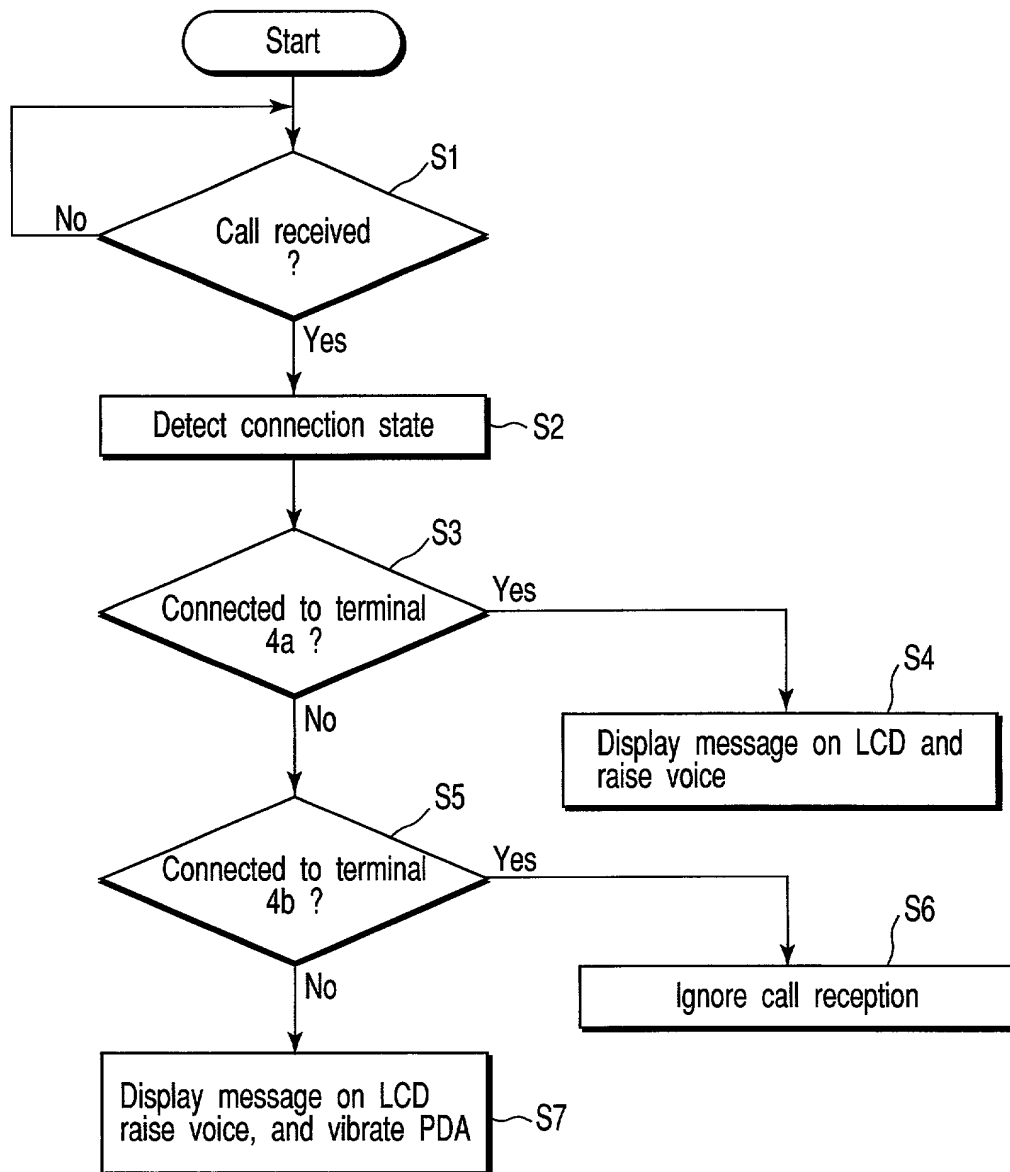 Start
S1
No
Call received
?
Yes
Detect connection state
S2
S3
Connected to terminal
4a ?
Yes
No
S4
Display message on LCD and
raise voice
S5
Connected to terminal
4b ?
Yes
No
S6
Ignore call reception
Display message on LCD
raise voice, and vibrate PDA
S7